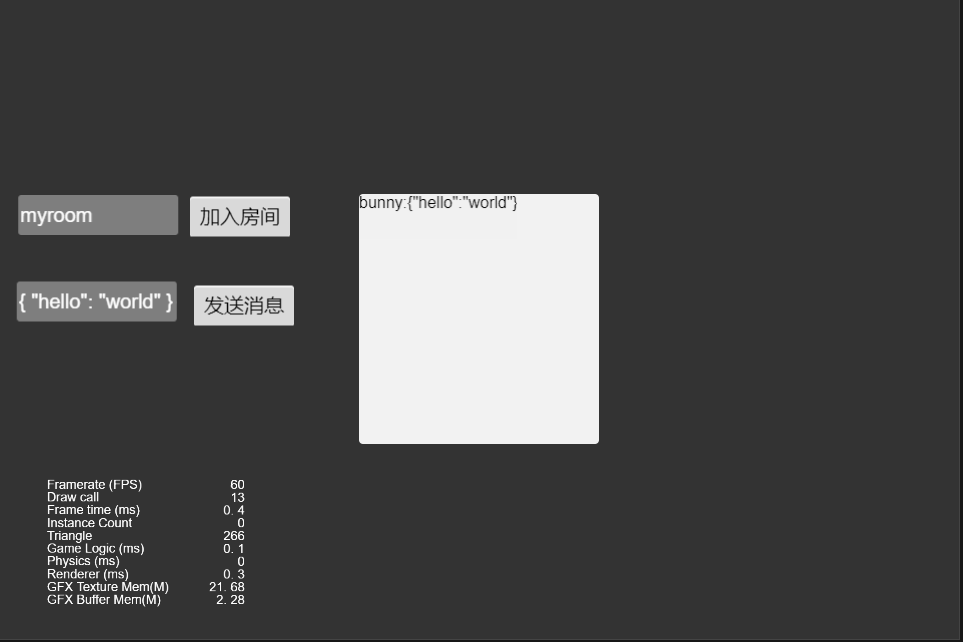 myroom 加入房间
bunny:{"hello":"world"}
{ "hello": "world" } 发送消息
Framerate (FPS) 60
Draw call 13
Frame time (ms) 0. 4
Instance Count 0
Triangle 266
Game Logic (ms) 0. 1
Physics (ms) 0
Renderer (ms) 0. 3
GFX Texture Mem(M) 21. 68
GFX Buffer Mem(M) 2. 28